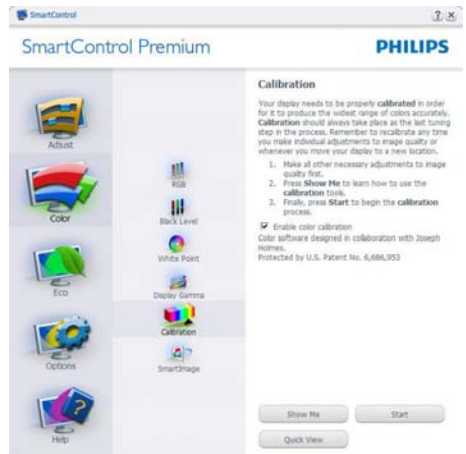 SmartControl
SmartControl Premium
PHILIPS
Adjust
Color
Eco
Options
Help
RGB
Black Level
White Point
Display Gamma
Calibration
SmartImage
Calibration
Your display needs to be properly calibrated in order
for it to produce the widest range of colors accurately.
Calibration should always take place as the last tuning
step in the process. Remember to recalibrate any time
you make individual adjustments to image quality or
whenever you move your display to a new location.
1. Make all other necessary adjustments to image
quality first.
2. Press Show Me to learn how to use the
calibration tools.
3. Finally, press Start to begin the calibration
process.
Enable color calibration
Color software designed in collaboration with Joseph
Holmes.
Protected by U.S. Patent No. 6,686,953
Show Me
Start
Quick View